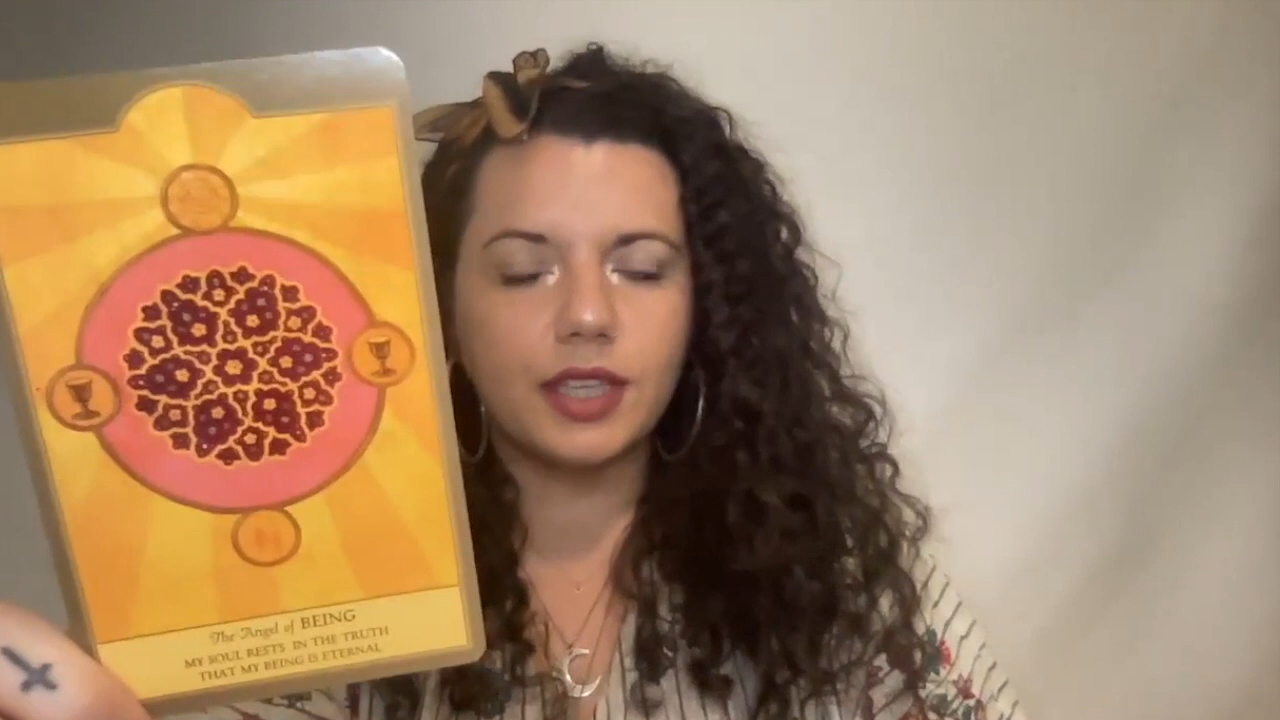 The Angel of BEING
MY SOUL RESTS IN THE TRUTH
THAT MY BEING IS ETERNAL